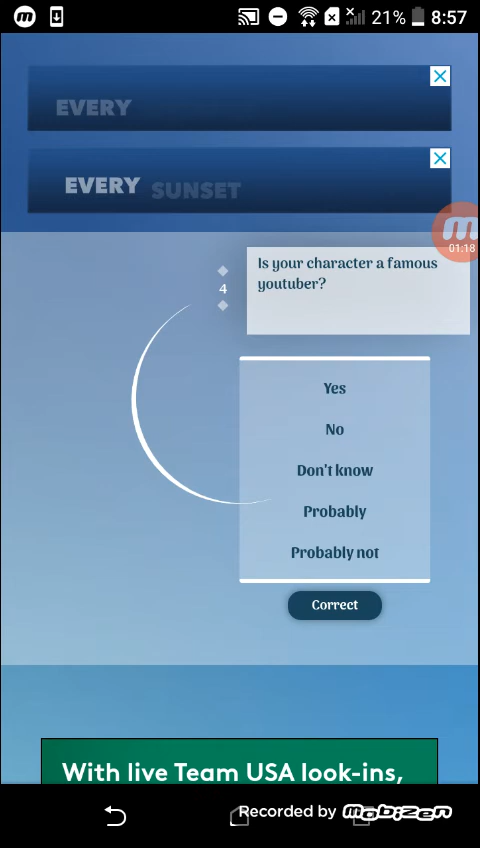 21% 8:57
EVERY
EVERY SUNSET
01:18
Is your character a famous
youtuber?
4
Yes
No
Don't know
Probably
Probably not
Correct
With live Team USA look-ins,
Recorded by mobizen